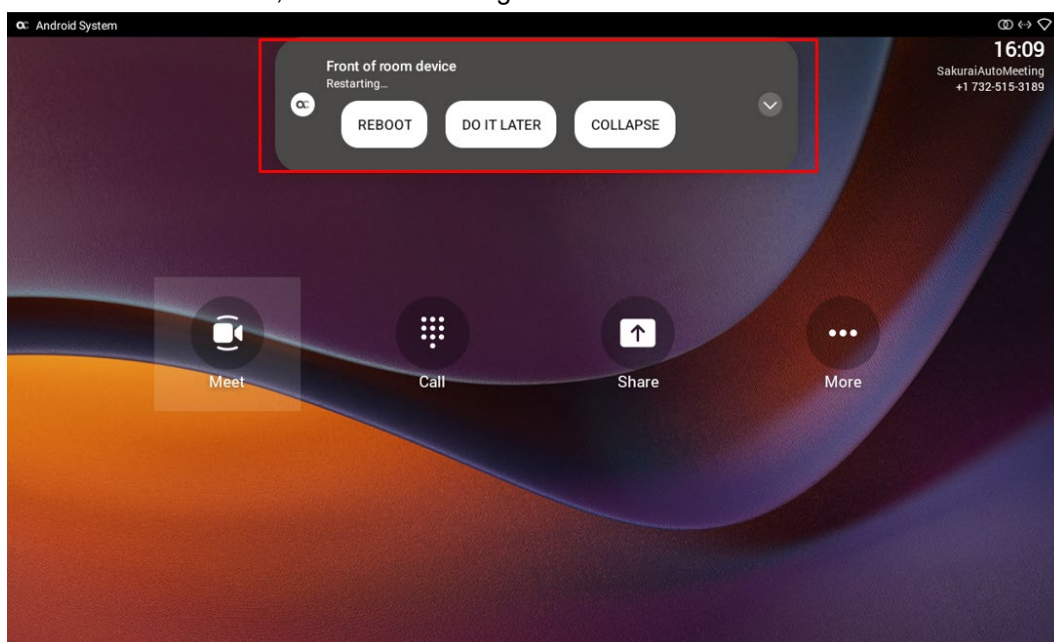 Android System
16:09
SakuraiAutoMeeting
+1 732-515-3189
Front of room device
Restarting...
REBOOT DO IT LATER COLLAPSE
Meet Call Share More